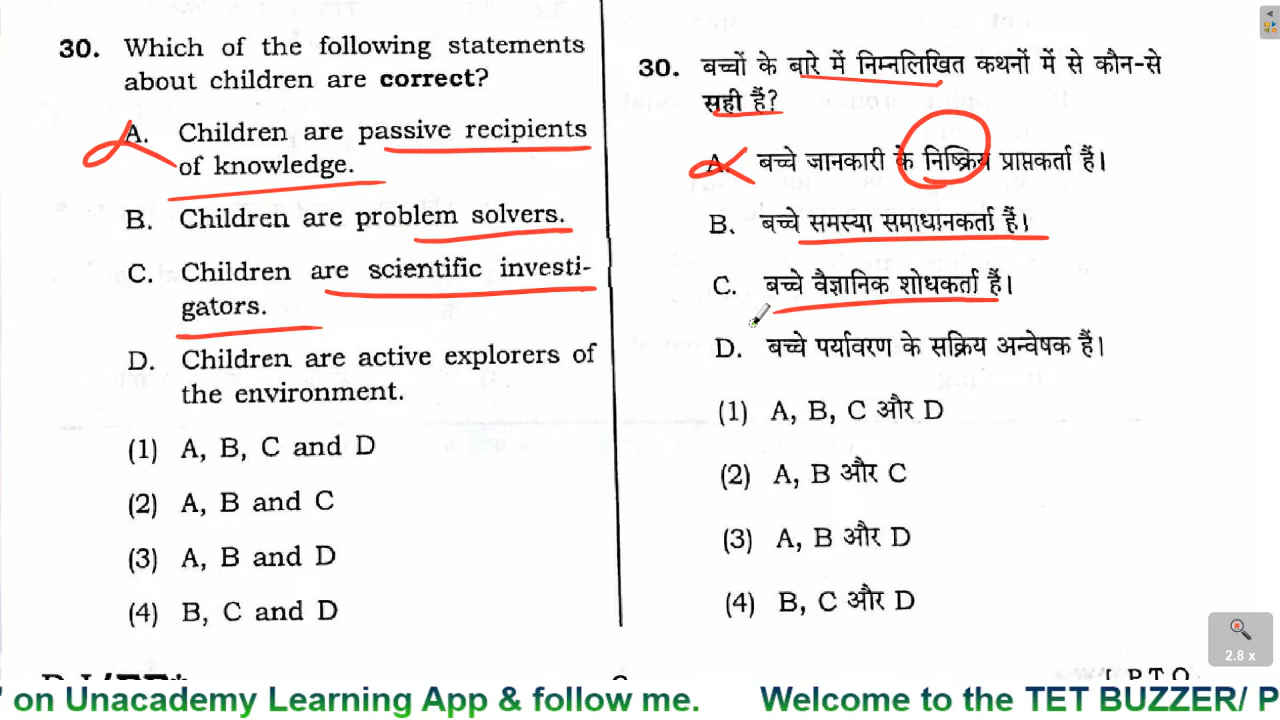 30. Which of the following statements
about children are correct?
A. Children are passive recipients
of knowledge.
B. Children are problem solvers.
C. Children are scientific investi-
gators.
D. Children are active explorers of
the environment.
(1) A, B, C and D
(2) A, B and C
(3) A, B and D
(4) B, C and D
30. बच्चों के बारे में निम्नलिखित कथनों में से कौन-से
सही हैं?
A. बच्चे जानकारी के निष्क्रिय प्राप्तकर्ता हैं।
B. बच्चे समस्या समाधानकर्ता हैं।
C. बच्चे वैज्ञानिक शोधकर्ता हैं।
D. बच्चे पर्यावरण के सक्रिय अन्वेषक हैं।
(1) A, B, C और D
(2) A, B और C
(3) A, B और D
(4) B, C और D
2.8 x
on Unacademy Learning App & follow me. Welcome to the TET BUZZER/ P